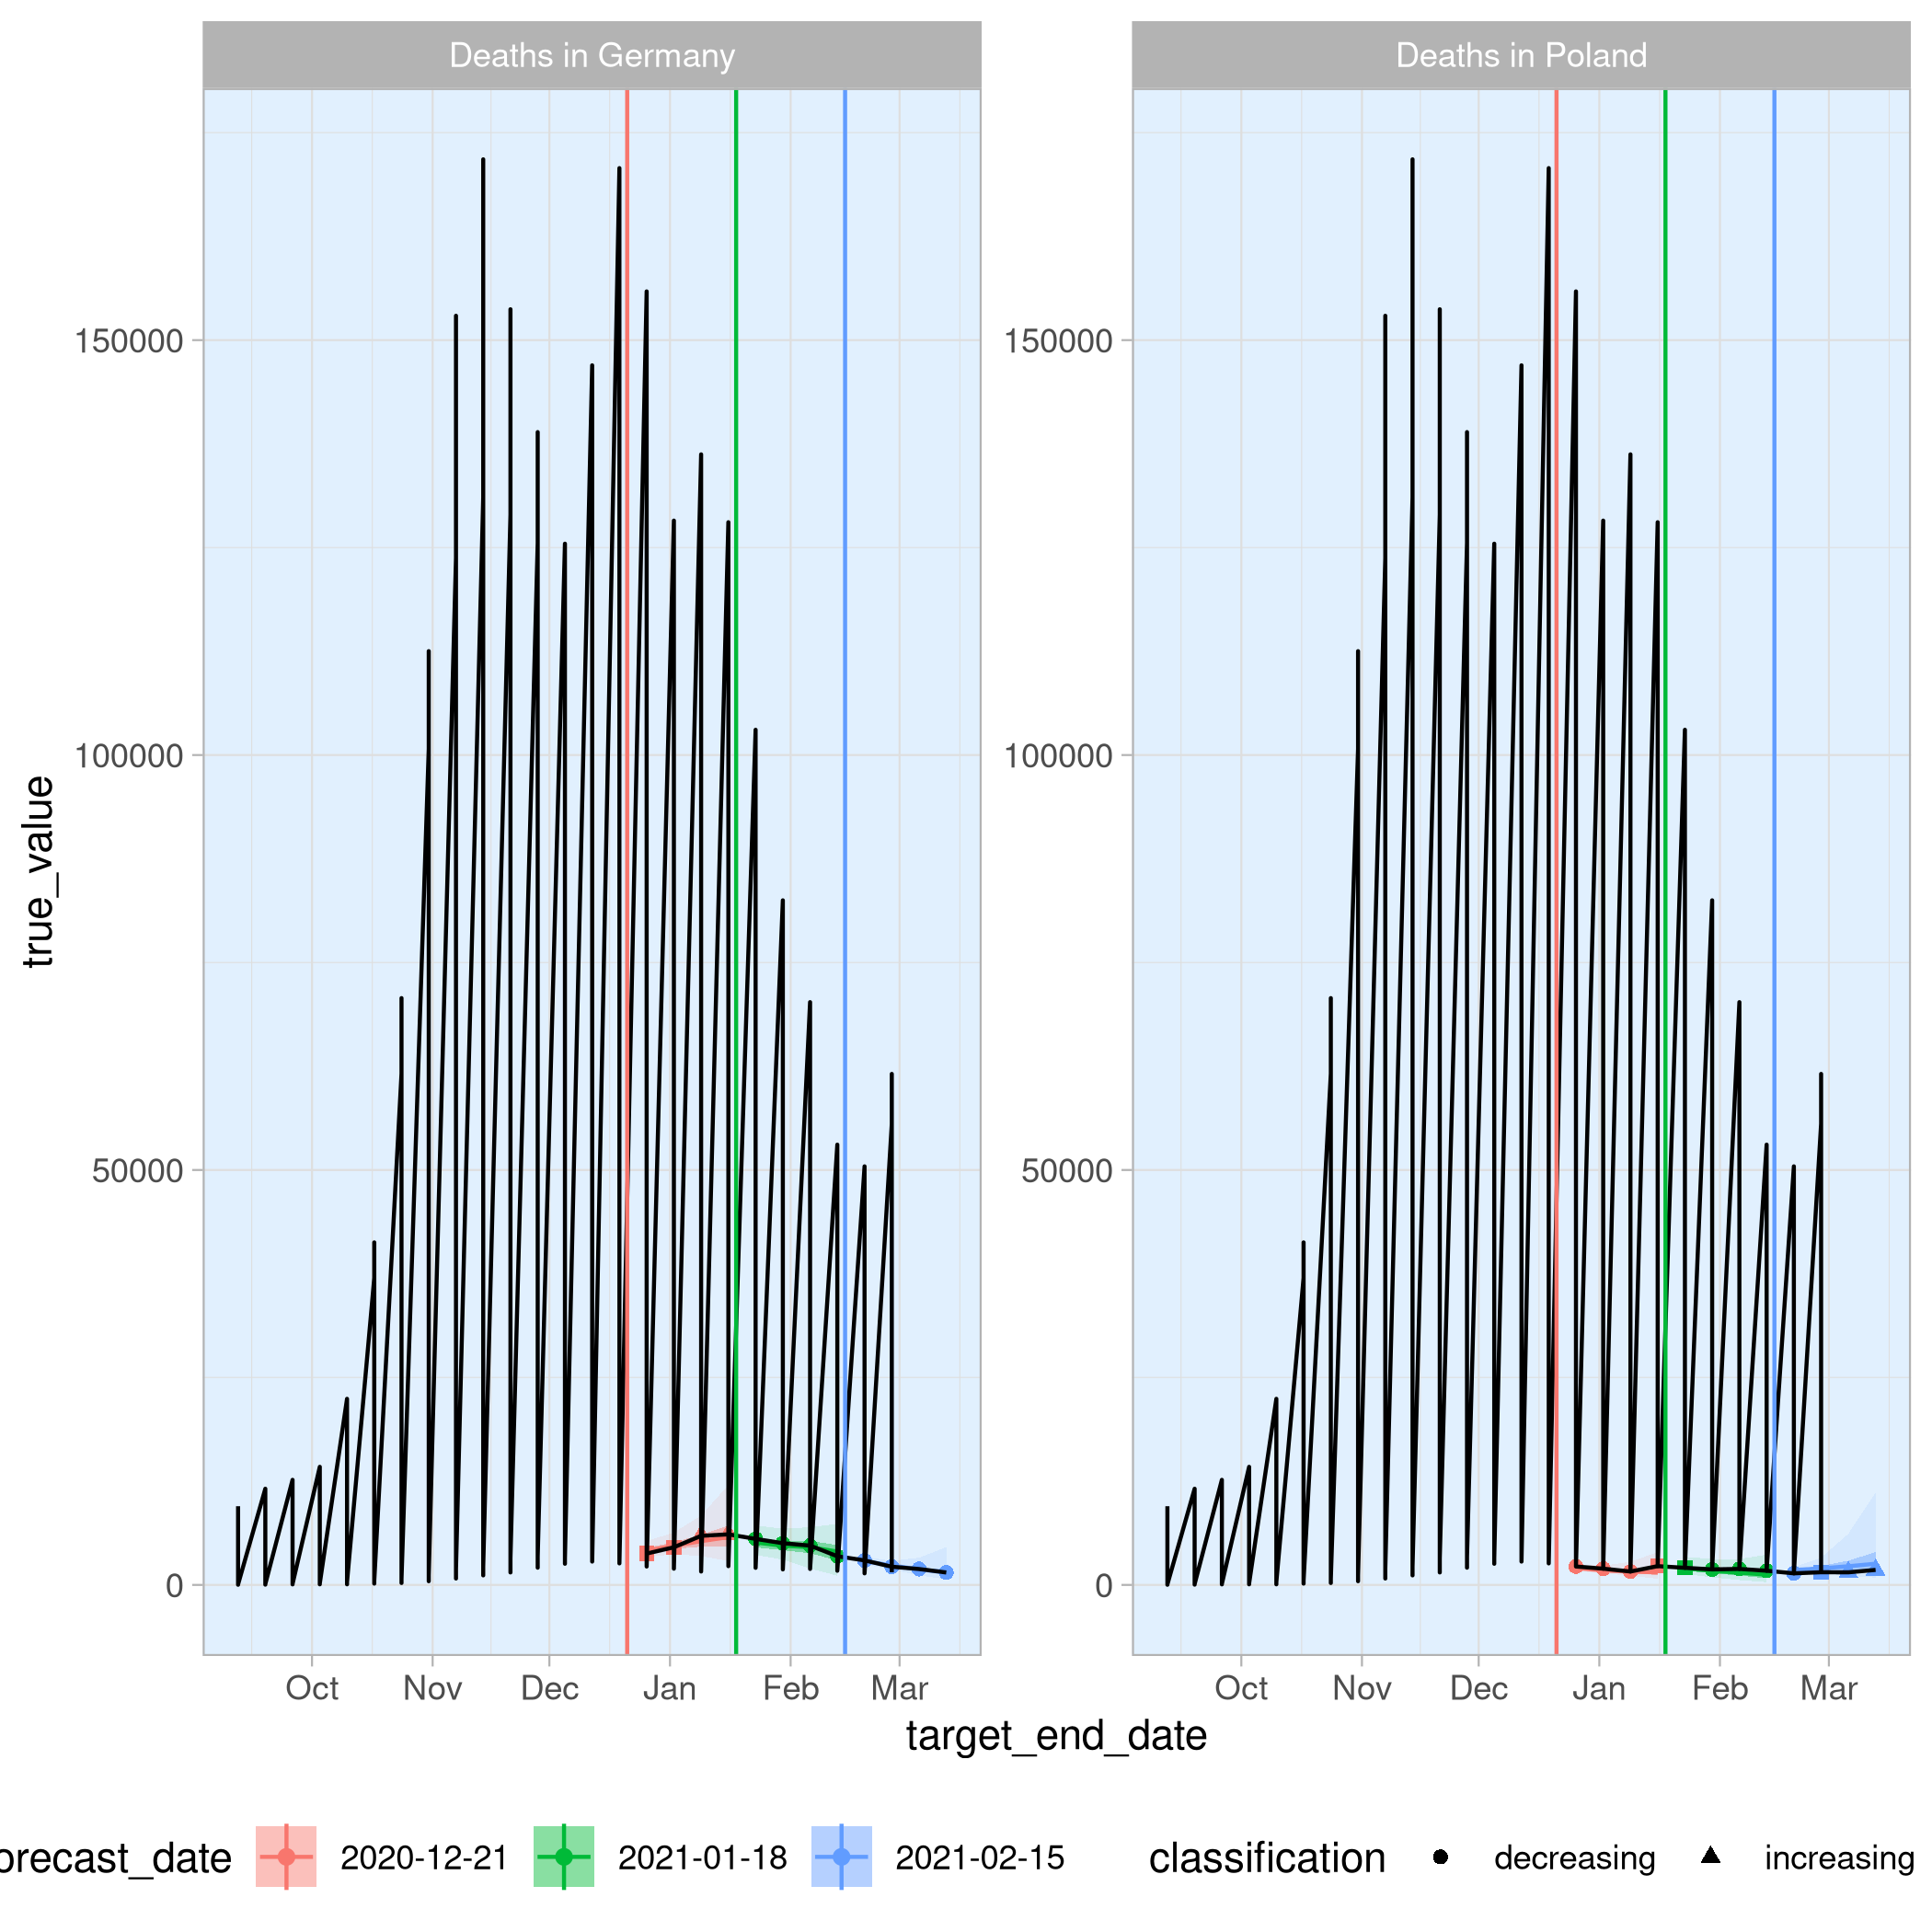 Deaths in Germany
Deaths in Poland
150000
100000
50000
0
150000
100000
50000
0
true_value
Oct Nov Dec Jan Feb Mar
Oct Nov Dec Jan Feb Mar
target_end_date
orecast_date 2020-12-21 2021-01-18 2021-02-15 classification decreasing increasing